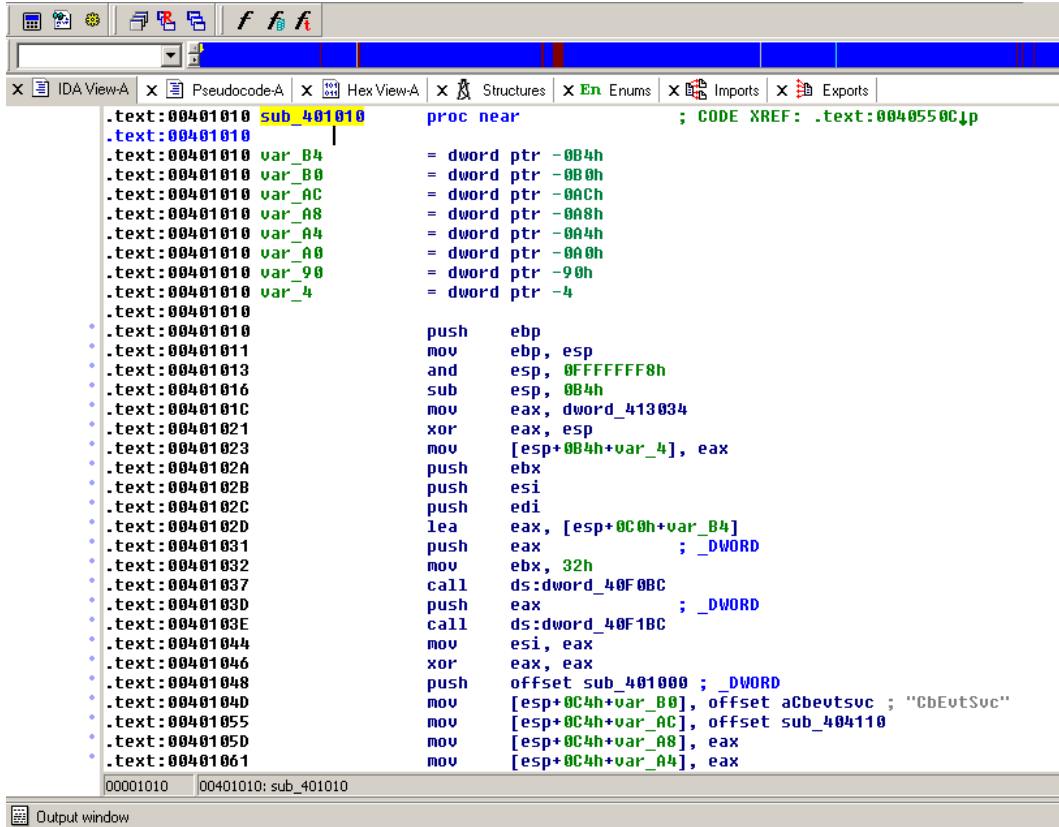 f fs fi
X IDA View-A X Pseudocode-A X Hex View-A X Structures X En Enums X Imports X Exports
.text:00401010 sub_401010 proc near ; CODE XREF: .text:0040550C↓p
.text:00401010
.text:00401010 var_B4 = dword ptr -0B4h
.text:00401010 var_B0 = dword ptr -0B0h
.text:00401010 var_AC = dword ptr -0ACh
.text:00401010 var_A8 = dword ptr -0A8h
.text:00401010 var_A4 = dword ptr -0A4h
.text:00401010 var_A0 = dword ptr -0A0h
.text:00401010 var_90 = dword ptr -90h
.text:00401010 var_4 = dword ptr -4
.text:00401010
.text:00401010 push ebp
.text:00401011 mov ebp, esp
.text:00401013 and esp, 0FFFFFFF8h
.text:00401016 sub esp, 0B4h
.text:0040101C mov eax, dword_413034
.text:00401021 xor eax, esp
.text:00401023 mov [esp+0B4h+var_4], eax
.text:0040102A push ebx
.text:0040102B push esi
.text:0040102C push edi
.text:0040102D lea eax, [esp+0C0h+var_B4]
.text:00401031 push eax ; _DWORD
.text:00401032 mov ebx, 32h
.text:00401037 call ds:dword_40F0BC
.text:0040103D push eax ; _DWORD
.text:0040103E call ds:dword_40F1BC
.text:00401044 mov esi, eax
.text:00401046 xor eax, eax
.text:00401048 push offset sub_401000 ; _DWORD
.text:0040104D mov [esp+0C4h+var_B0], offset aCbevtsvc ; "CbEvtSvc"
.text:00401055 mov [esp+0C4h+var_AC], offset sub_404110
.text:0040105D mov [esp+0C4h+var_A8], eax
.text:00401061 mov [esp+0C4h+var_A4], eax
00001010 00401010: sub_401010
Output window